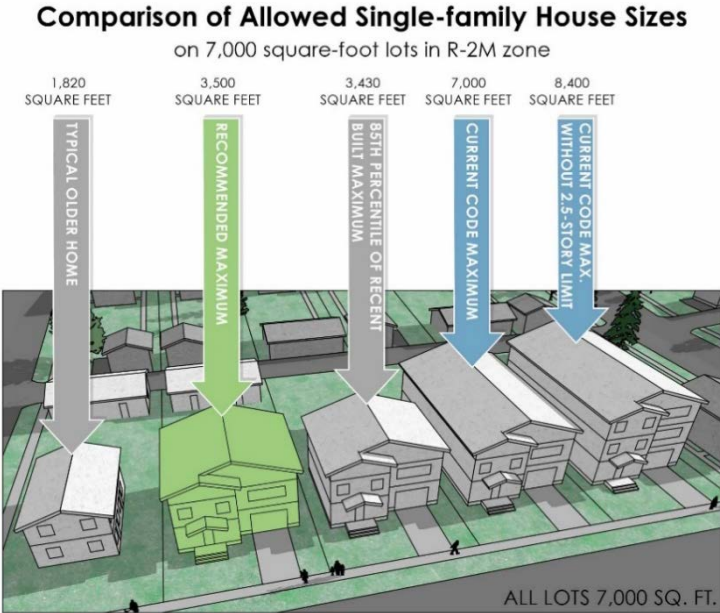 Comparison of Allowed Single-family House Sizes
on 7,000 square-foot lots in R-2M zone
1,820
SQUARE FEET
3,500
SQUARE FEET
3,430
SQUARE FEET
7,000
SQUARE FEET
8,400
SQUARE FEET
TYPICAL OLDER HOME
RECOMMENDED MAXIMUM
85TH PERCENTILE OF RECENT
BUILT MAXIMUM
CURRENT CODE MAXIMUM
CURRENT CODE MAX.
WITHOUT 2.5-STORY LIMIT
ALL LOTS 7,000 SQ. FT.